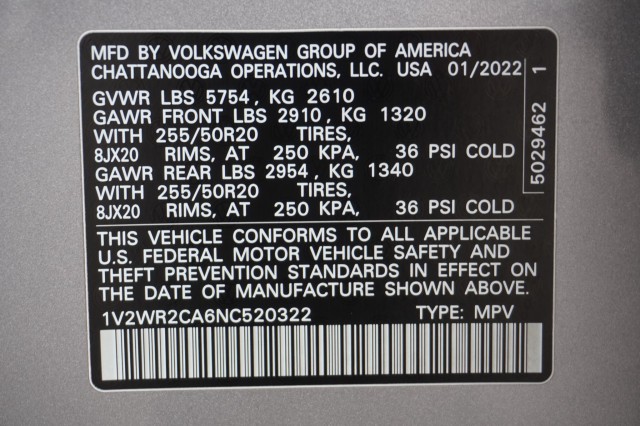 MFD BY VOLKSWAGEN GROUP OF AMERICA
CHATTANOOGA OPERATIONS, LLC. USA 01/2022
GVWR LBS 5754, KG 2610
GAWR FRONT LBS 2910, KG 1320
WITH 255/50R20 TIRES,
8JX20 RIMS, AT 250 KPA, 36 PSI COLD
GAWR REAR LBS 2954, KG 1340
WITH 255/50R20 TIRES,
8JX20 RIMS, AT 250 KPA, 36 PSI COLD
5029462 1
THIS VEHICLE CONFORMS TO ALL APPLICABLE
U.S. FEDERAL MOTOR VEHICLE SAFETY AND
THEFT PREVENTION STANDARDS IN EFFECT ON
THE DATE OF MANUFACTURE SHOWN ABOVE.
1V2WR2CA6NC520322 TYPE: MPV